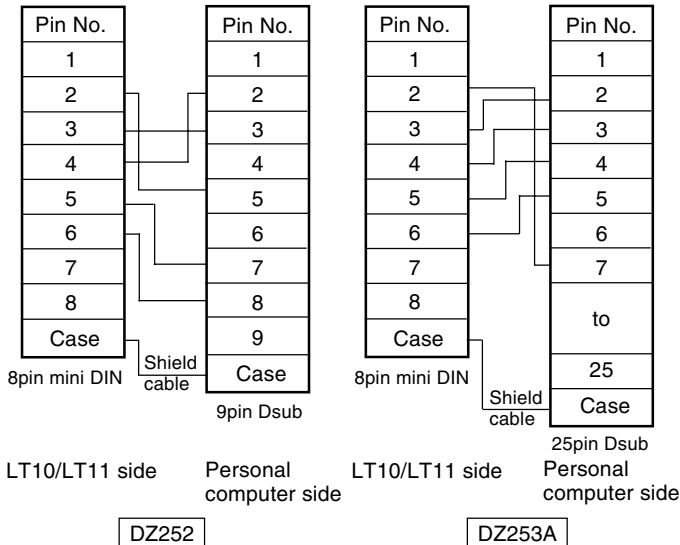 Pin No.
1
2
3
4
5
6
7
8
Case
8pin mini DIN
Pin No.
1
2
3
4
5
6
7
8
9
Case
9pin Dsub
Shield
cable
LT10/LT11 side
Personal
computer side
DZ252
Pin No.
1
2
3
4
5
6
7
8
Case
8pin mini DIN
Pin No.
1
2
3
4
5
6
7
to
25
Case
25pin Dsub
Shield
cable
LT10/LT11 side
Personal
computer side
DZ253A